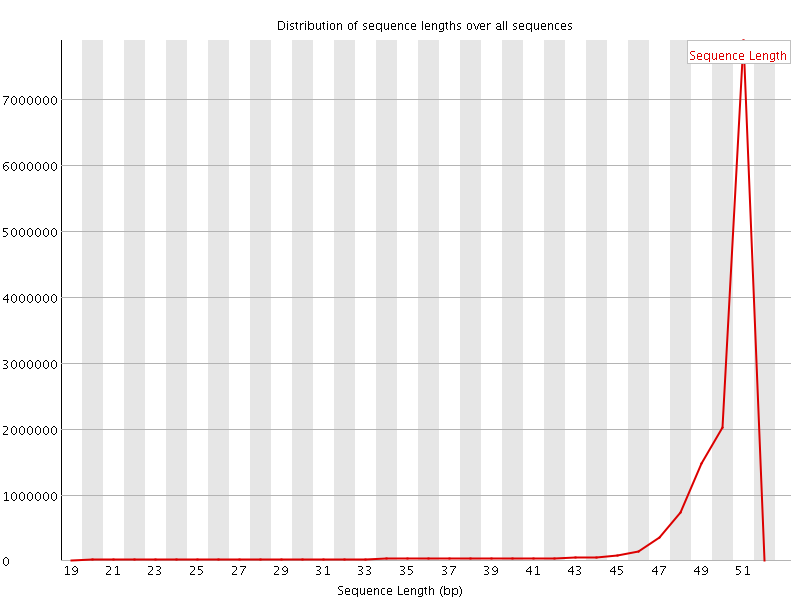 Distribution of sequence lengths over all sequences
Sequence Length
7000000
6000000
5000000
4000000
3000000
2000000
1000000
0
19 21 23 25 27 29 31 33 35 37 39 41 43 45 47 49 51
Sequence Length (bp)